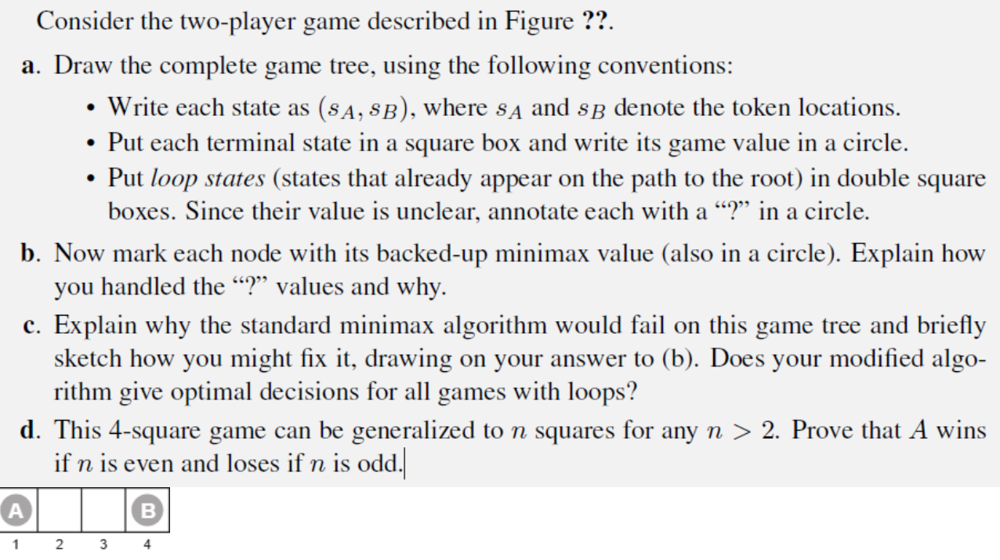 Consider the two-player game described in Figure ??.
a. Draw the complete game tree, using the following conventions:
• Write each state as (s_A, s_B), where s_A and s_B denote the token locations.
• Put each terminal state in a square box and write its game value in a circle.
• Put loop states (states that already appear on the path to the root) in double square
boxes. Since their value is unclear, annotate each with a “?” in a circle.
b. Now mark each node with its backed-up minimax value (also in a circle). Explain how
you handled the “?” values and why.
c. Explain why the standard minimax algorithm would fail on this game tree and briefly
sketch how you might fix it, drawing on your answer to (b). Does your modified algo-
rithm give optimal decisions for all games with loops?
d. This 4-square game can be generalized to n squares for any n > 2. Prove that A wins
if n is even and loses if n is odd.
A B
1 2 3 4